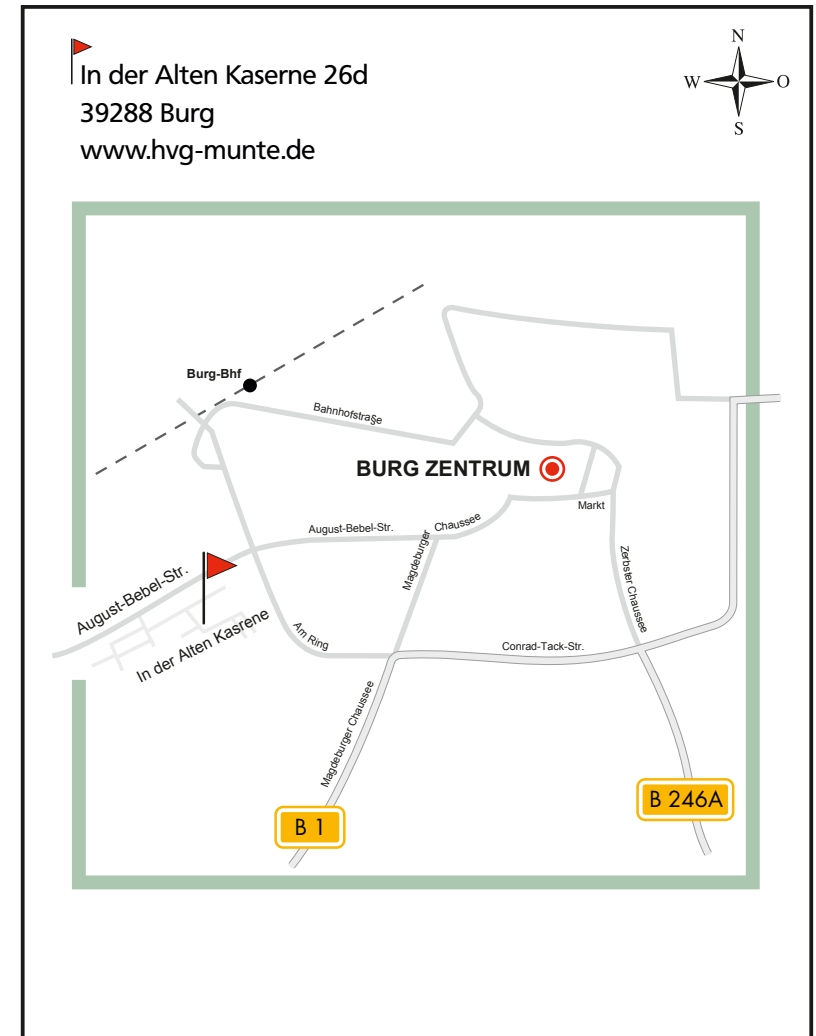 In der Alten Kaserne 26d
39288 Burg
www.hvg-munte.de
N
W
O
S
Burg-Bhf
Bahnhofstra§e
BURG ZENTRUM
Markt
August-Bebel-Str.
Magdeburger
Chaussee
Zerbster Chaussee
August-Bebel-Str.
In der Alten Kasrene
Am Ring
Conrad-Tack-Str.
Magdeburger Chaussee
B 246A
B 1